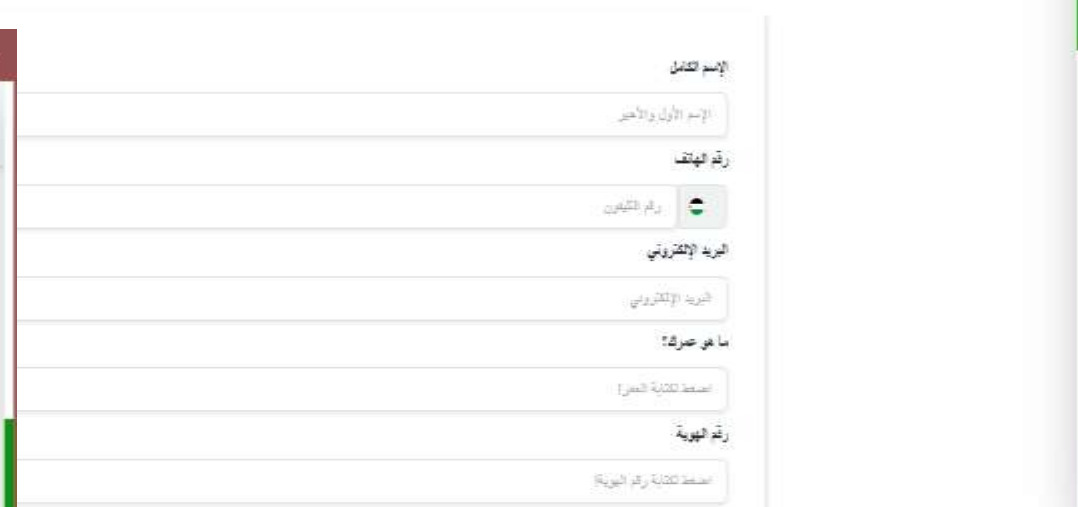 الإسم الكامل
الإسم الأول والأخير
رقم الهاتف
رقم التليفون
البريد الإلكتروني
البريد الإلكتروني
ما هو عمرك؟
اضغط لكتابة العمر!
رقم الهوية
اضغط لكتابة رقم الهوية!